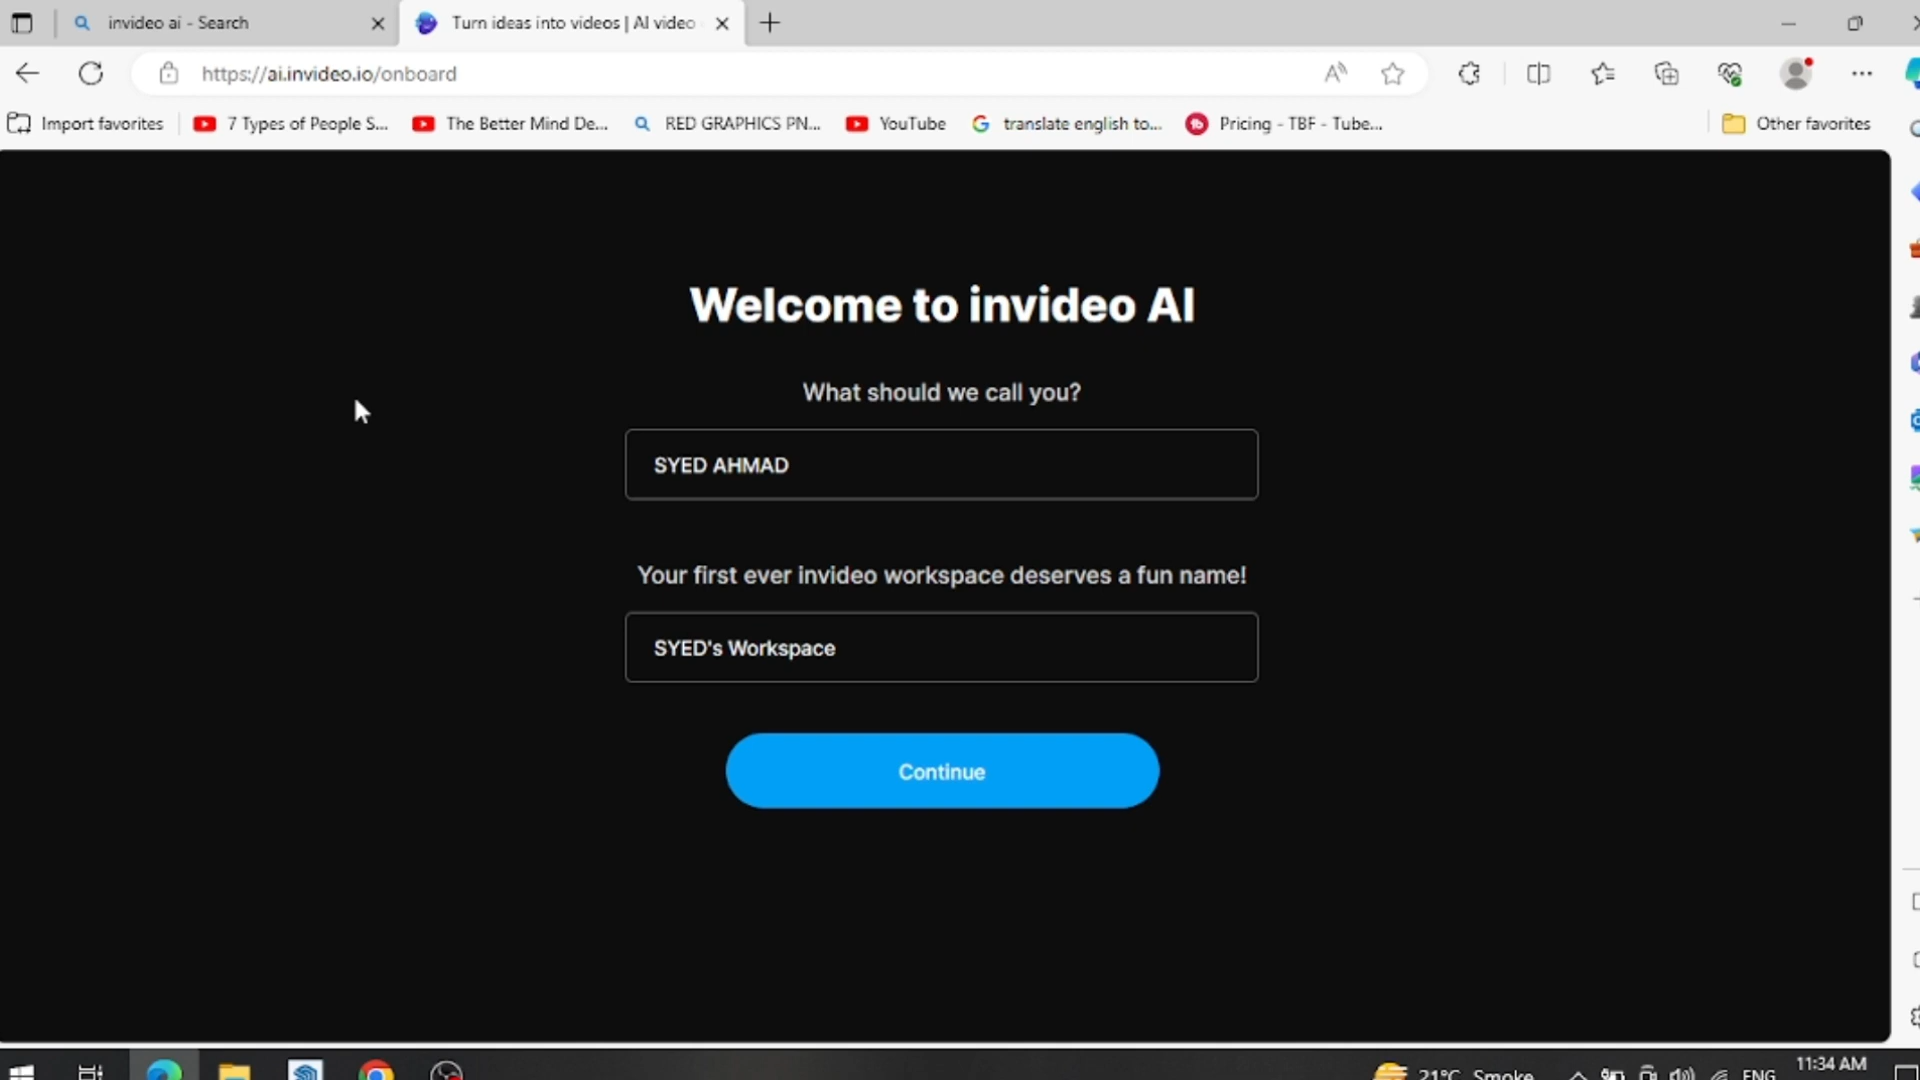 invideo ai - Search
Turn ideas into videos | AI video
https://ai.invideo.io/onboard
Import favorites
7 Types of People S...
The Better Mind De...
RED GRAPHICS PN...
YouTube
translate english to...
Pricing - TBF - Tube...
Other favorites
Welcome to invideo AI
What should we call you?
SYED AHMAD
Your first ever invideo workspace deserves a fun name!
SYED's Workspace
Continue
21°C Smoke
ENG
11:34 AM